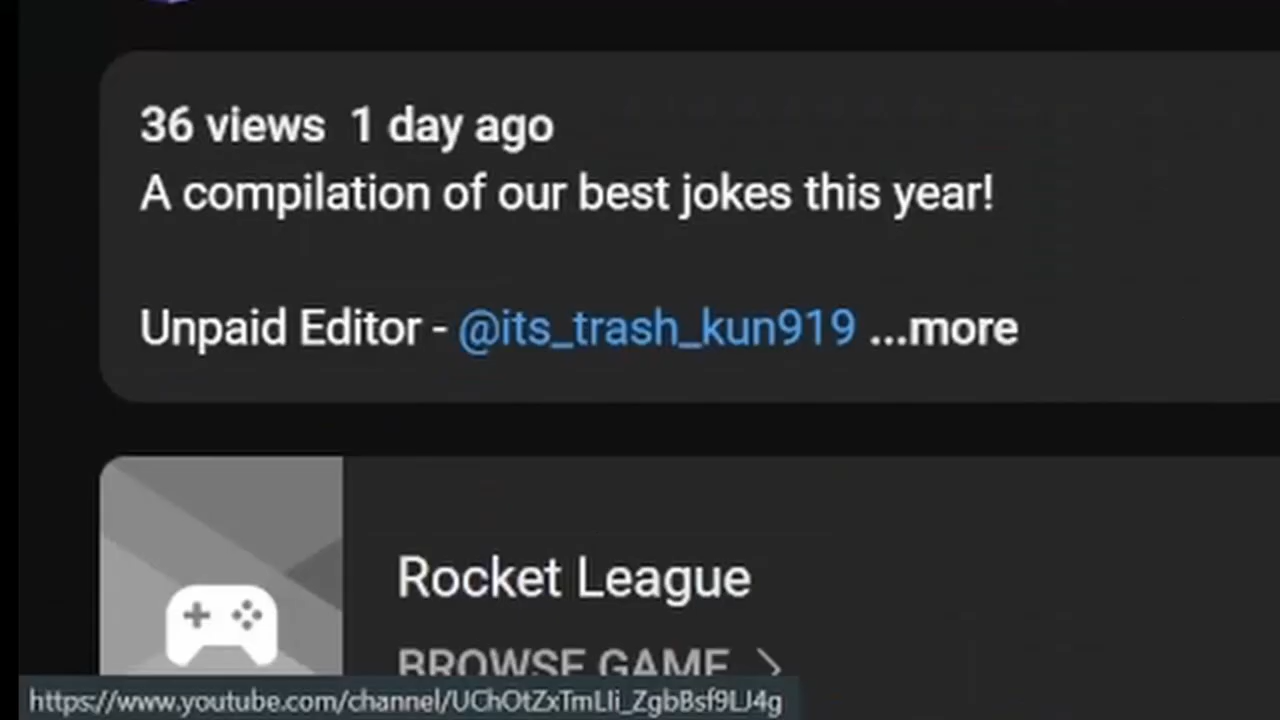 36 views 1 day ago
A compilation of our best jokes this year!
Unpaid Editor - @its_trash_kun919 ...more
Rocket League
BROWSE GAME
https://www.youtube.com/channel/UChOtZxTmLIi_ZgbBsf9LJ4g